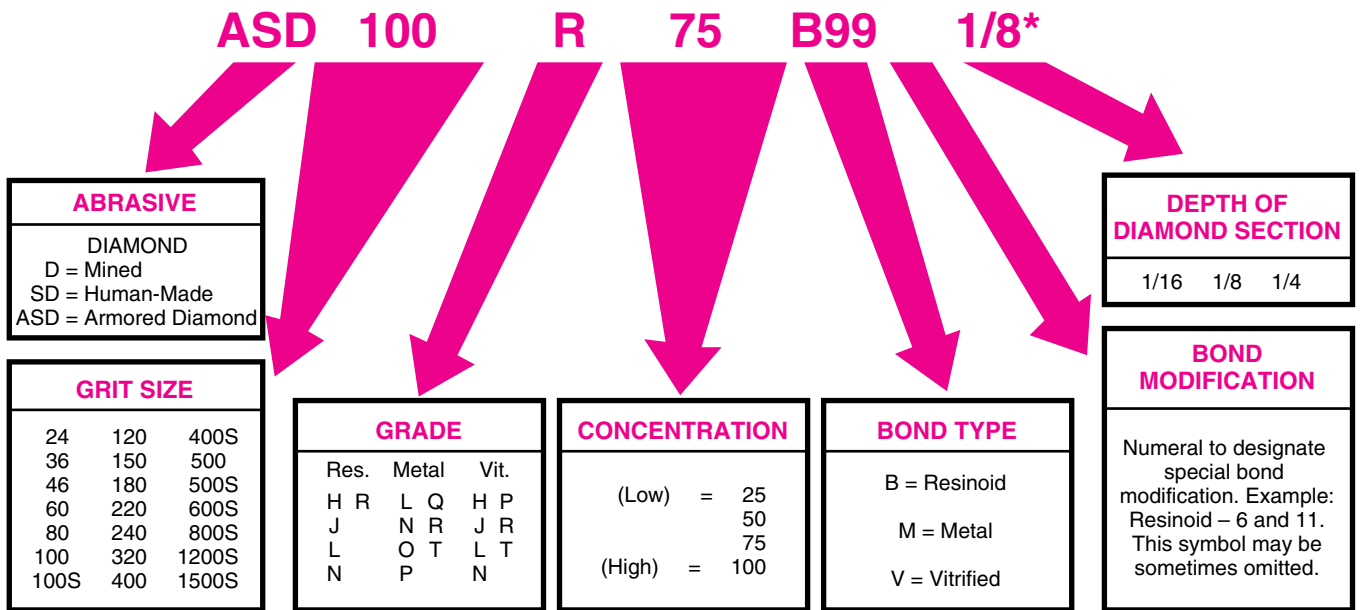 ASD 100 R 75 B99 1/8*
ABRASIVE
DIAMOND
D = Mined
SD = Human-Made
ASD = Armored Diamond
GRIT SIZE
24 120 400S
36 150 500
46 180 500S
60 220 600S
80 240 800S
100 320 1200S
100S 400 1500S
GRADE
Res. Metal Vit.
H R L Q H P
J N R J R
L O T L T
N P N
CONCENTRATION
(Low) = 25
50
75
(High) = 100
BOND TYPE
B = Resinoid
M = Metal
V = Vitrified
DEPTH OF
DIAMOND SECTION
1/16 1/8 1/4
BOND
MODIFICATION
Numeral to designate
special bond
modification. Example:
Resinoid – 6 and 11.
This symbol may be
sometimes omitted.